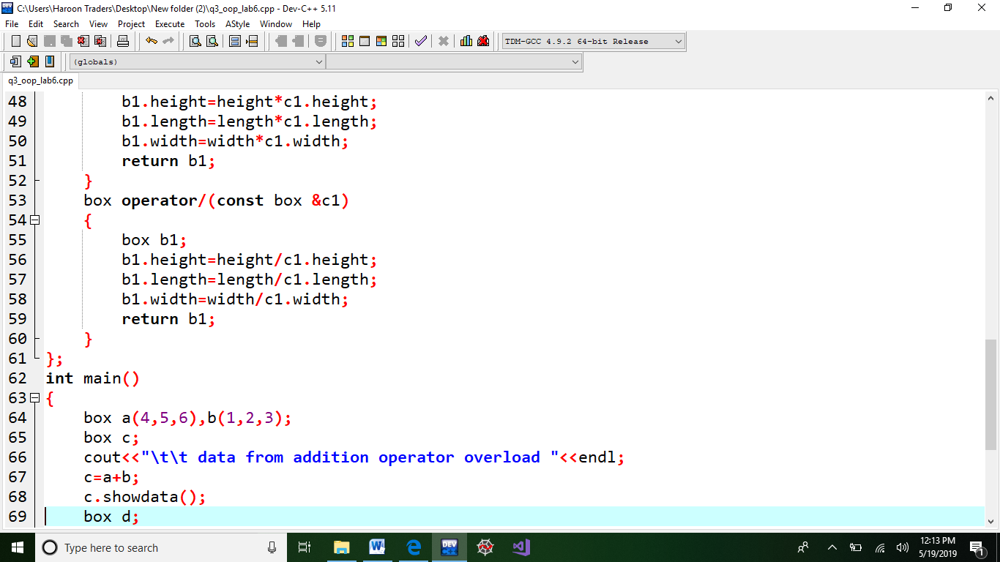 C:\Users\Haroon Traders\Desktop\New folder (2)\q3_oop_lab6.cpp - Dev-C++ 5.11
File Edit Search View Project Execute Tools AStyle Window Help
TDM-GCC 4.9.2 64-bit Release
(globals)
q3_oop_lab6.cpp
48 b1.height=height*c1.height;
49 b1.length=length*c1.length;
50 b1.width=width*c1.width;
51 return b1;
52 }
53 box operator/(const box &c1)
54 {
55 box b1;
56 b1.height=height/c1.height;
57 b1.length=length/c1.length;
58 b1.width=width/c1.width;
59 return b1;
60 }
61 };
62 int main()
63 {
64 box a(4,5,6),b(1,2,3);
65 box c;
66 cout<<"\t\t data from addition operator overload "<<endl;
67 c=a+b;
68 c.showdata();
69 box d;
Type here to search
W
DEV
12:13 PM
5/19/2019
1